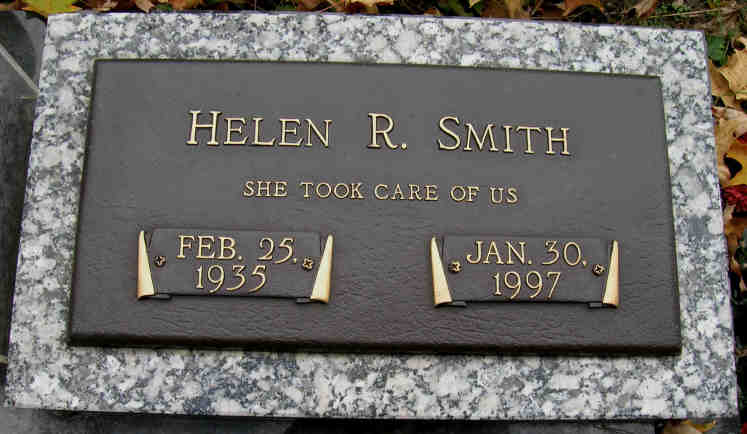 HELEN R. SMITH
SHE TOOK CARE OF US
FEB. 25,
1935
JAN. 30,
1997